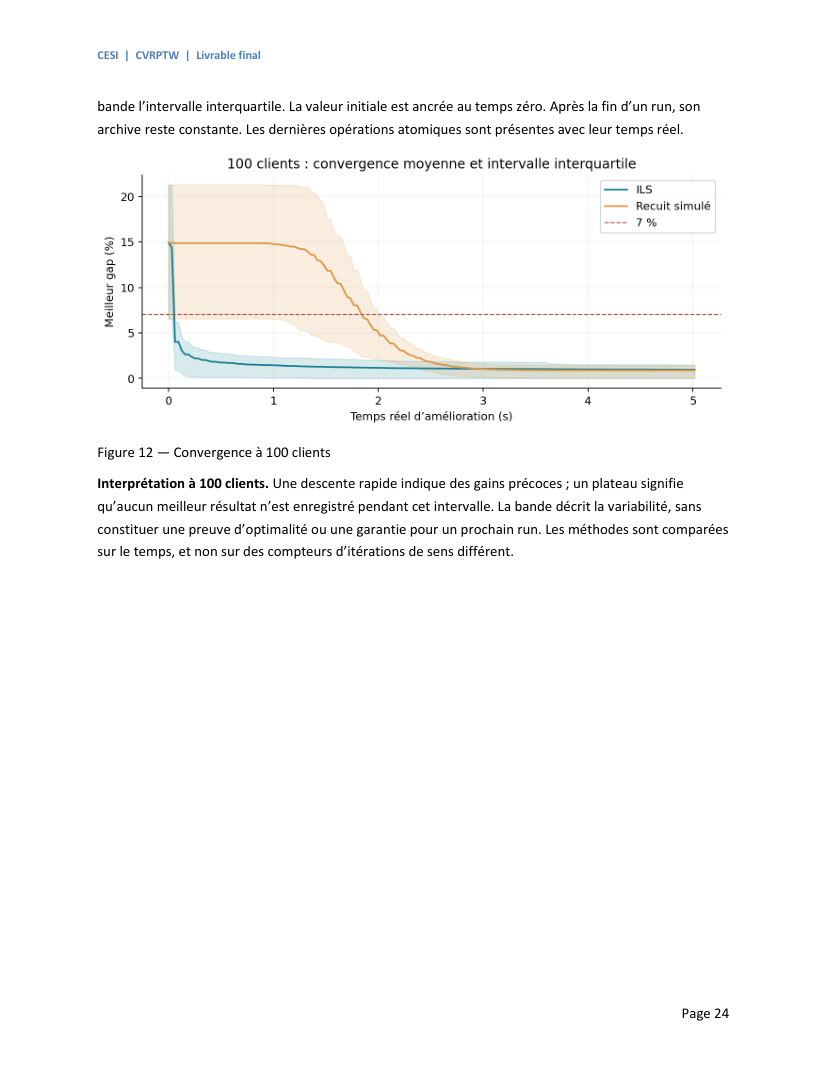 CESI | CVRPTW | Livrable final
bande l’intervalle interquartile. La valeur initiale est ancrée au temps zéro. Après la fin d’un run, son
archive reste constante. Les dernières opérations atomiques sont présentes avec leur temps réel.
100 clients : convergence moyenne et intervalle interquartile
ILS
Recuit simulé
7 %
Meilleur gap (%)
20
15
10
5
0
0 1 2 3 4 5
Temps réel d’amélioration (s)
Figure 12 — Convergence à 100 clients
Interprétation à 100 clients. Une descente rapide indique des gains précoces ; un plateau signifie
qu’aucun meilleur résultat n’est enregistré pendant cet intervalle. La bande décrit la variabilité, sans
constituer une preuve d’optimalité ou une garantie pour un prochain run. Les méthodes sont comparées
sur le temps, et non sur des compteurs d’itérations de sens différent.
Page 24